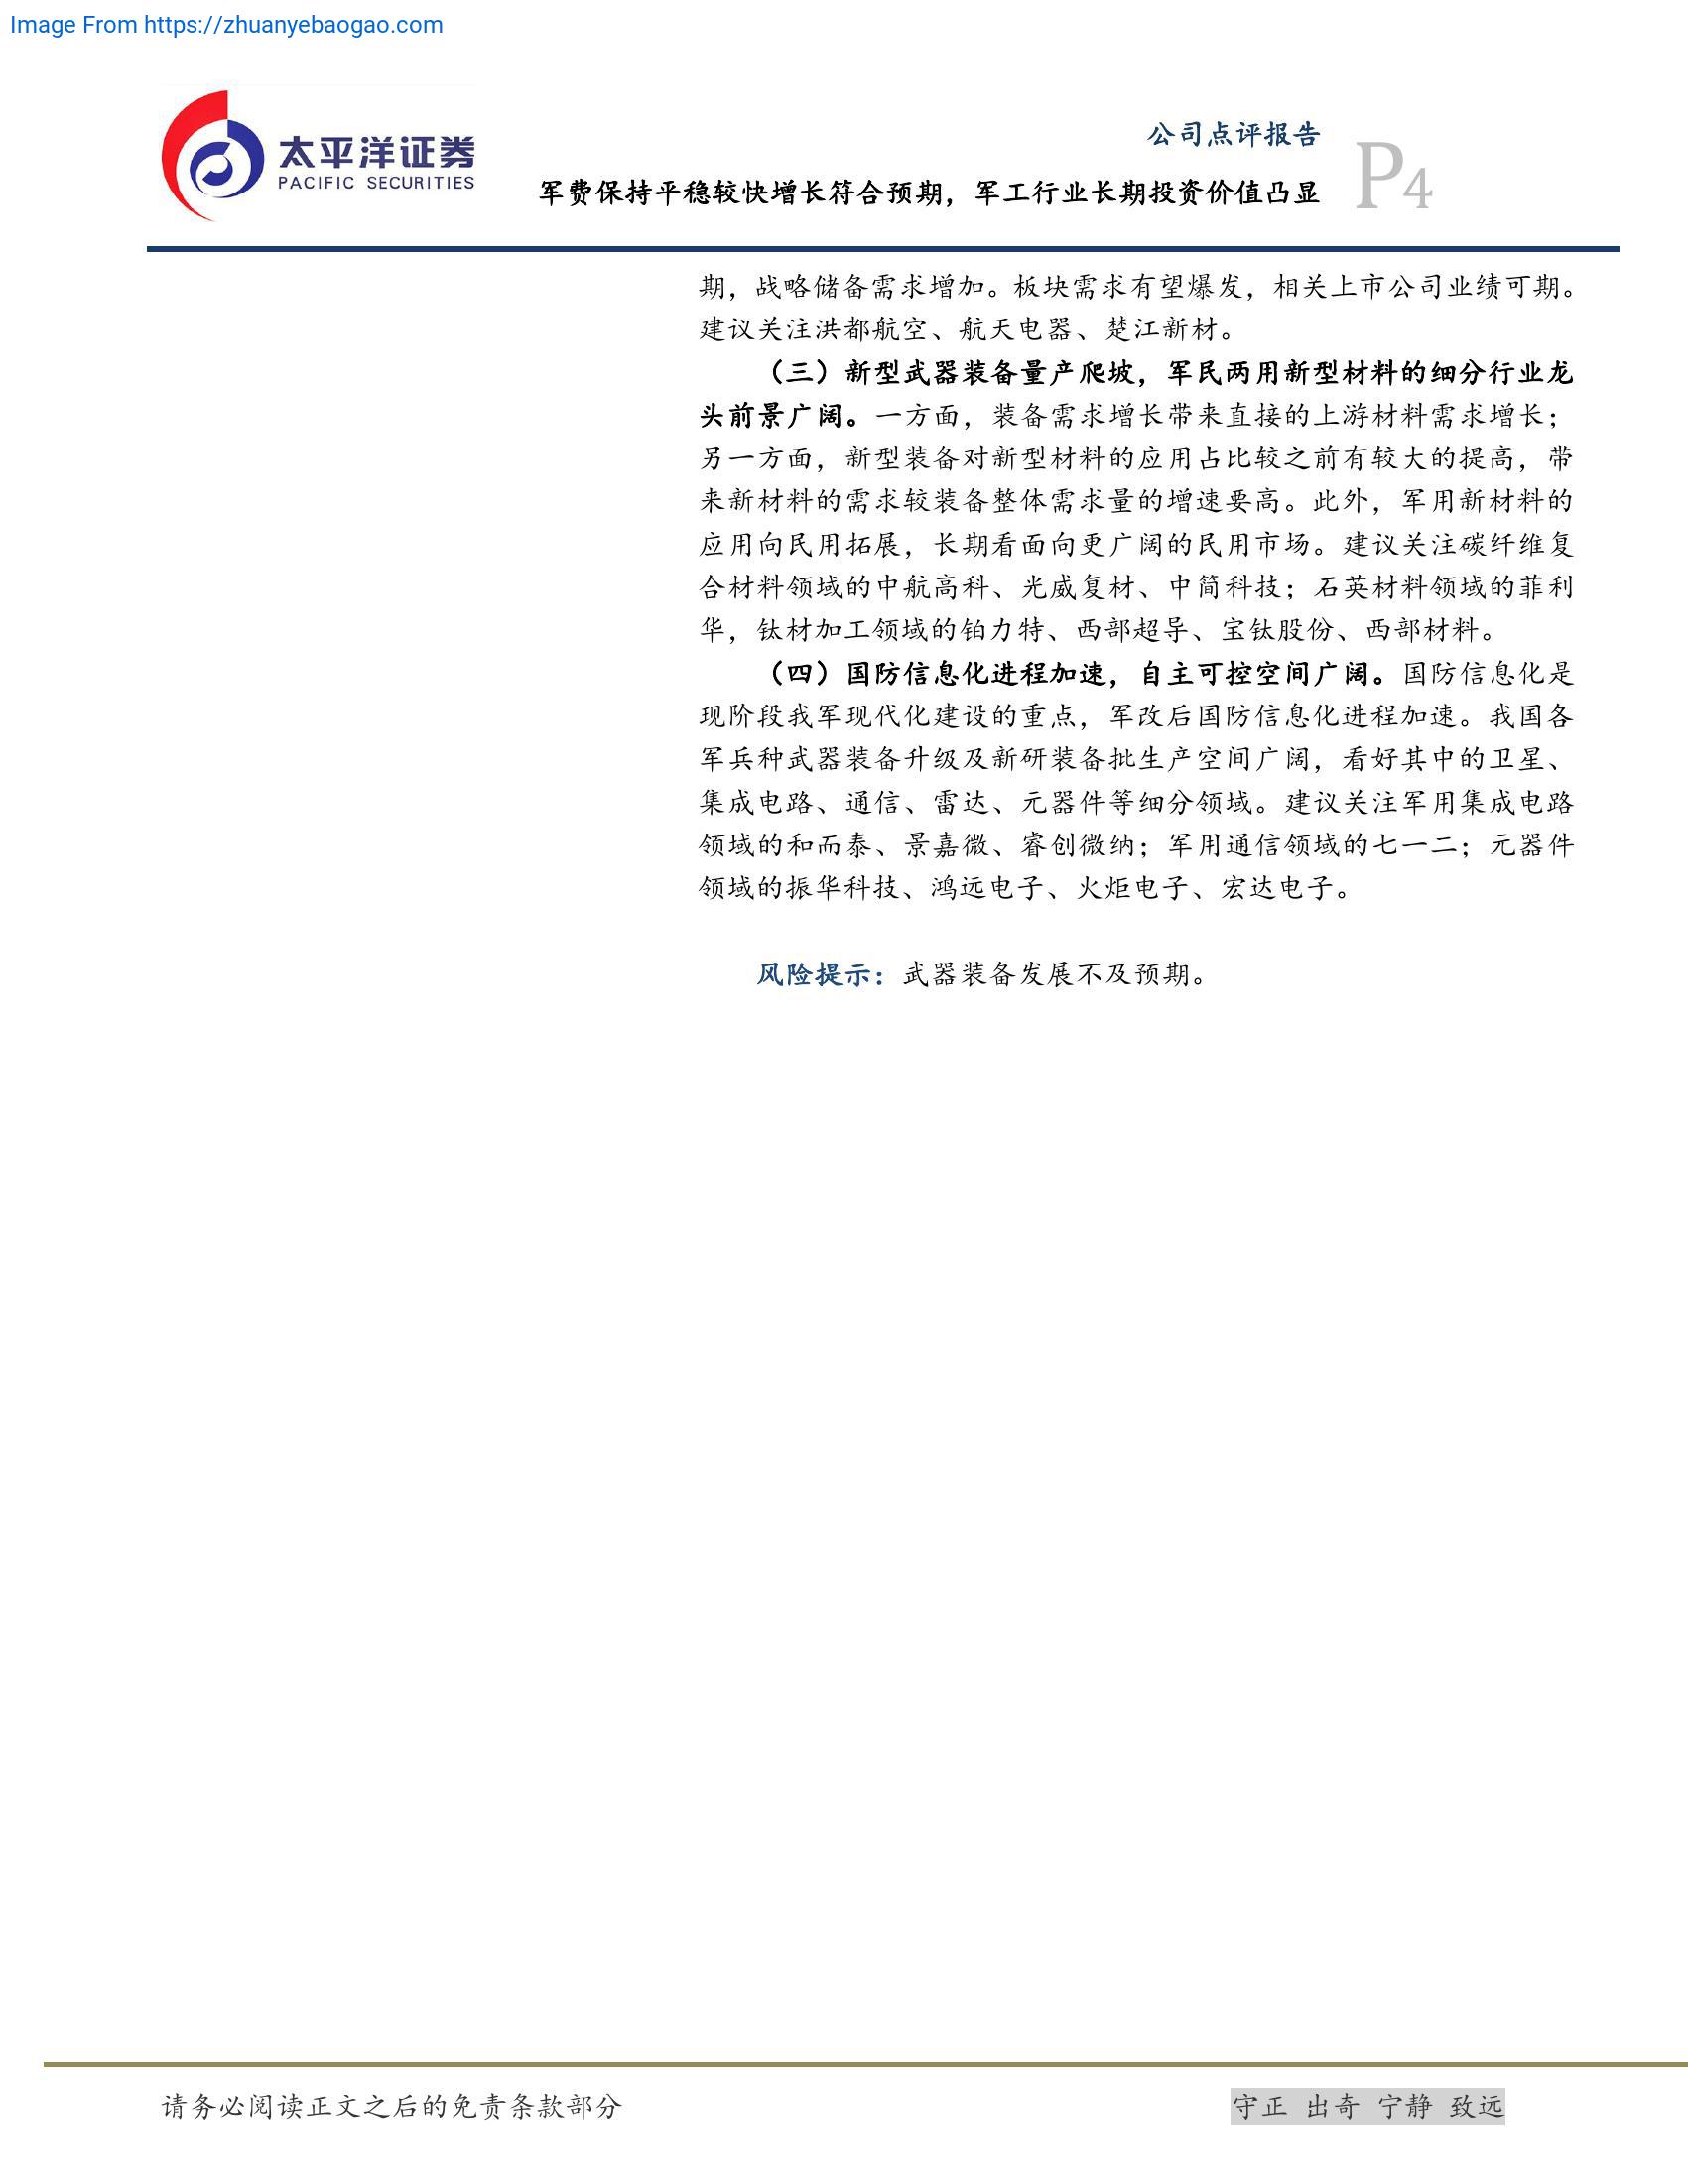 Image From https://zhuanyebaogao.com
太平洋证券
PACIFIC SECURITIES
公司点评报告
军费保持平稳较快增长符合预期，军工行业长期投资价值凸显
P4
期，战略储备需求增加。板块需求有望爆发，相关上市公司业绩可期。
建议关注洪都航空、航天电器、楚江新材。
（三）新型武器装备量产爬坡，军民两用新型材料的细分行业龙
头前景广阔。一方面，装备需求增长带来直接的上游材料需求增长；
另一方面，新型装备对新型材料的应用占比较之前有较大的提高，带
来新材料的需求较装备整体需求量的增速要高。此外，军用新材料的
应用向民用拓展，长期看面向更广阔的民用市场。建议关注碳纤维复
合材料领域的中航高科、光威复材、中简科技；石英材料领域的菲利
华，钛材加工领域的铂力特、西部超导、宝钛股份、西部材料。
（四）国防信息化进程加速，自主可控空间广阔。国防信息化是
现阶段我军现代化建设的重点，军改后国防信息化进程加速。我国各
军兵种武器装备升级及新研装备批生产空间广阔，看好其中的卫星、
集成电路、通信、雷达、元器件等细分领域。建议关注军用集成电路
领域的和而泰、景嘉微、睿创微纳；军用通信领域的七一二；元器件
领域的振华科技、鸿远电子、火炬电子、宏达电子。
风险提示：武器装备发展不及预期。
请务必阅读正文之后的免责条款部分
守正 出奇 宁静 致远